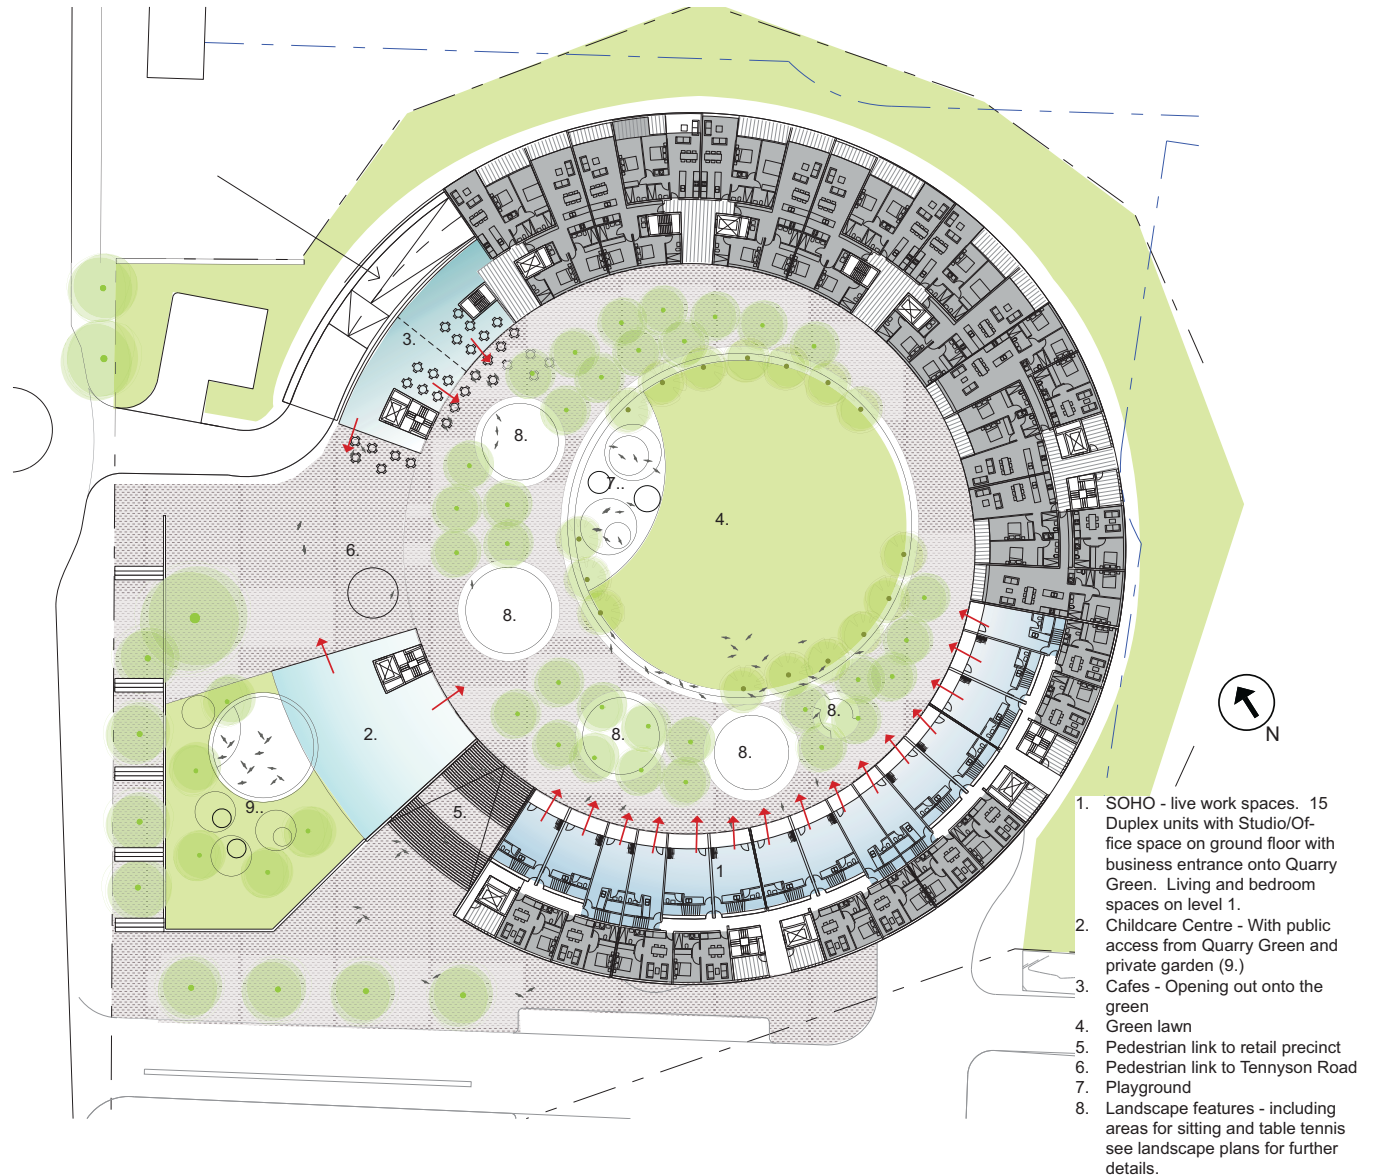 3.
8.
7..
4.
6.
8.
8.
2.
8.
8.
9..
5.
1
N
1. SOHO - live work spaces. 15
Duplex units with Studio/Of-
fice space on ground floor with
business entrance onto Quarry
Green. Living and bedroom
spaces on level 1.
2. Childcare Centre - With public
access from Quarry Green and
private garden (9.)
3. Cafes - Opening out onto the
green
4. Green lawn
5. Pedestrian link to retail precinct
6. Pedestrian link to Tennyson Road
7. Playground
8. Landscape features - including
areas for sitting and table tennis
see landscape plans for further
details.